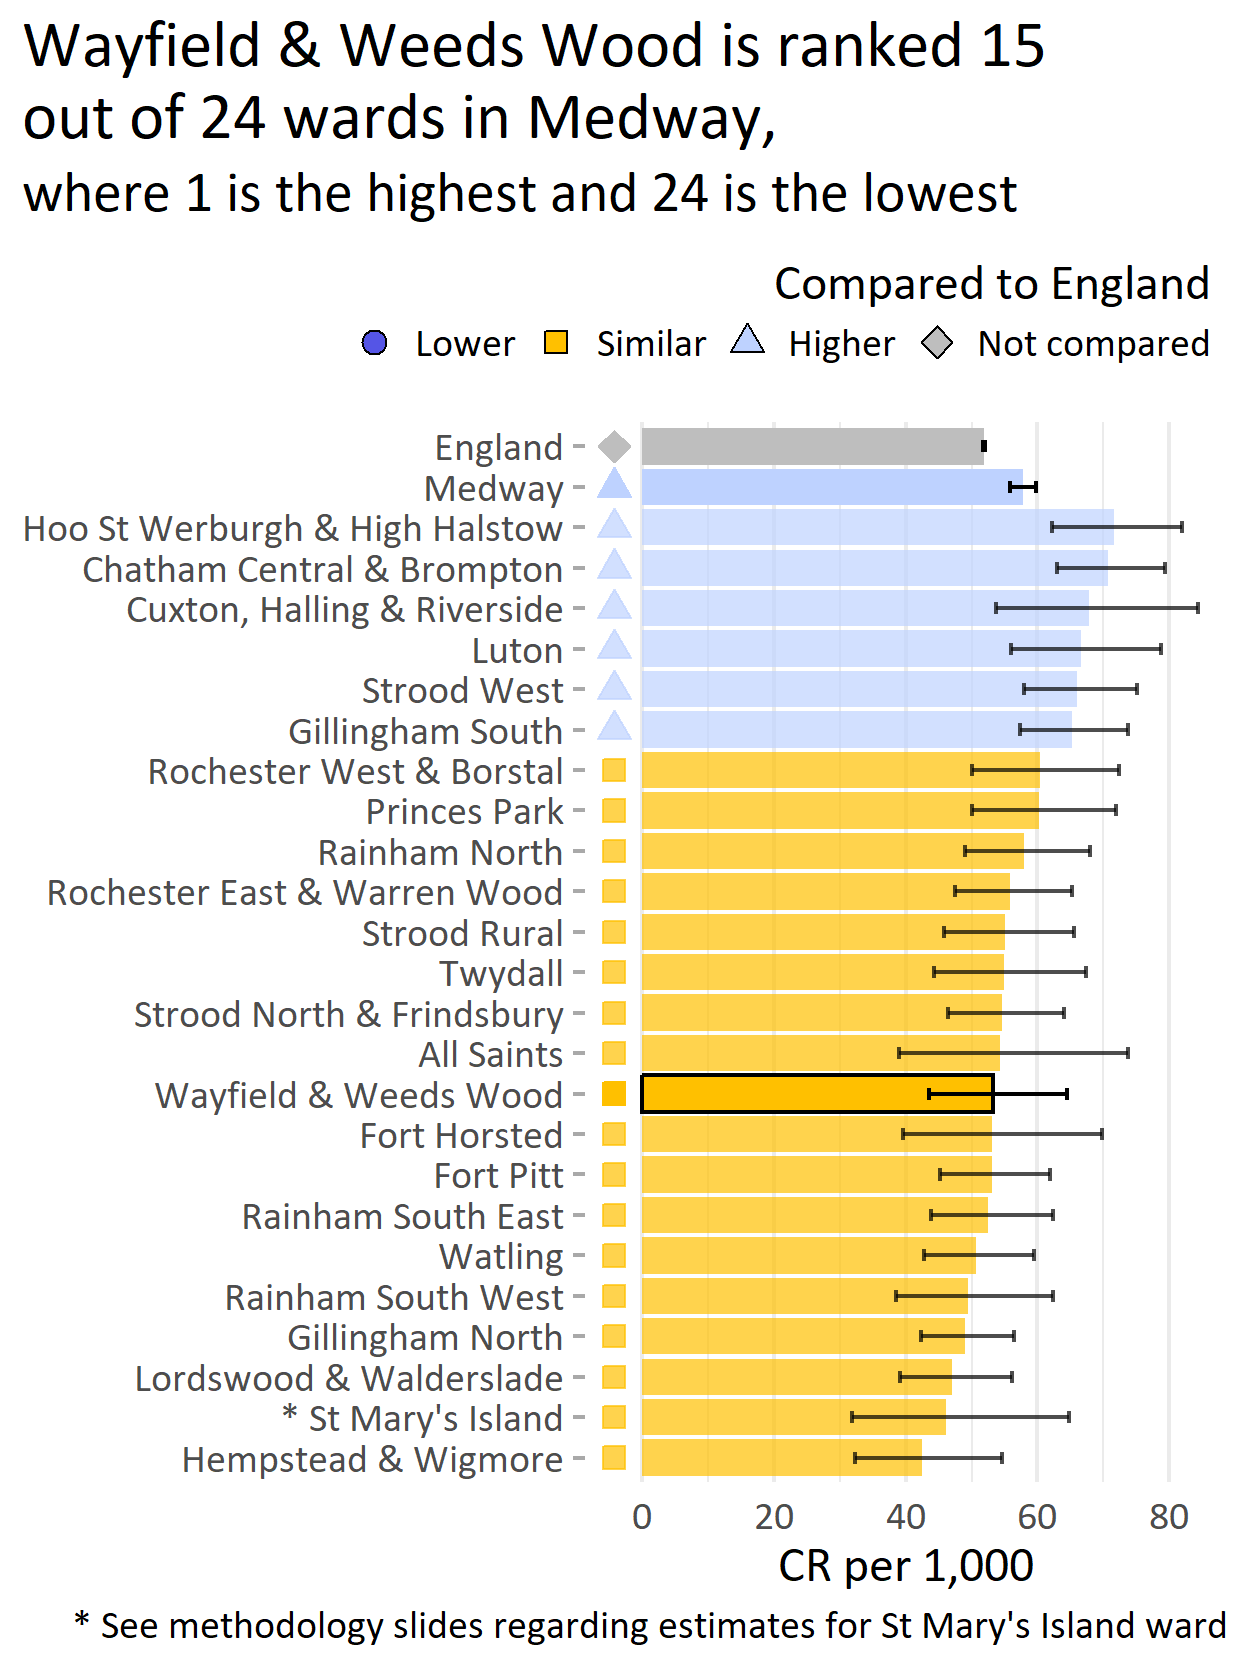 Wayfield & Weeds Wood is ranked 15
out of 24 wards in Medway,
where 1 is the highest and 24 is the lowest
Compared to England
Lower Similar Higher Not compared
England
Medway
Hoo St Werburgh & High Halstow
Chatham Central & Brompton
Cuxton, Halling & Riverside
Luton
Strood West
Gillingham South
Rochester West & Borstal
Princes Park
Rainham North
Rochester East & Warren Wood
Strood Rural
Twydall
Strood North & Frindsbury
All Saints
Wayfield & Weeds Wood
Fort Horsted
Fort Pitt
Rainham South East
Watling
Rainham South West
Gillingham North
Lordswood & Walderslade
* St Mary's Island
Hempstead & Wigmore
0 20 40 60 80
CR per 1,000
* See methodology slides regarding estimates for St Mary's Island ward